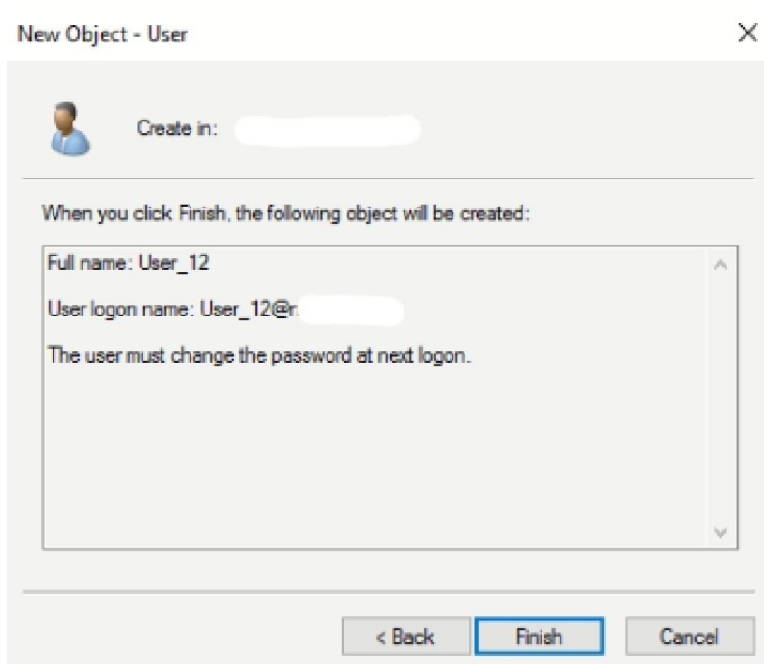 New Object - User
Create in:
When you click Finish, the following object will be created:
Full name: User_12
User logon name: User_12@
The user must change the password at next logon.
< Back Finish Cancel